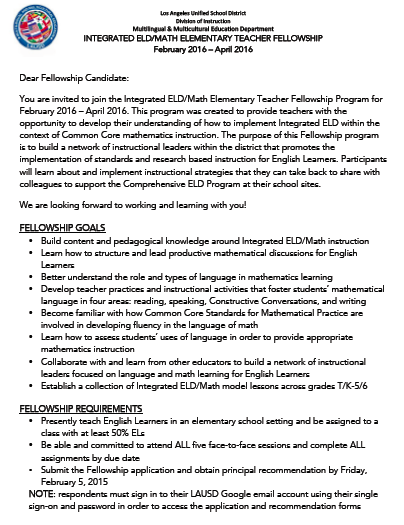 Los Angeles Unified School District
Division of Instruction
Multilingual & Multicultural Education Department
INTEGRATED ELD/MATH ELEMENTARY TEACHER FELLOWSHIP
February 2016 – April 2016
Dear Fellowship Candidate:
You are invited to join the Integrated ELD/Math Elementary Teacher Fellowship Program for
February 2016 – April 2016. This program was created to provide teachers with the
opportunity to develop their understanding of how to implement Integrated ELD within the
context of Common Core mathematics instruction. The purpose of this Fellowship program
is to build a network of instructional leaders within the district that promotes the
implementation of standards and research based instruction for English Learners. Participants
will learn about and implement instructional strategies that they can take back to share with
colleagues to support the Comprehensive ELD Program at their school sites.
We are looking forward to working and learning with you!
FELLOWSHIP GOALS
• Build content and pedagogical knowledge around Integrated ELD/Math instruction
• Learn how to structure and lead productive mathematical discussions for English
Learners
• Better understand the role and types of language in mathematics learning
• Develop teacher practices and instructional activities that foster students' mathematical
language in four areas: reading, speaking, Constructive Conversations, and writing
• Become familiar with how Common Core Standards for Mathematical Practice are
involved in developing fluency in the language of math
• Learn how to assess students' uses of language in order to provide appropriate
mathematics instruction
• Collaborate with and learn from other educators to build a network of instructional
leaders focused on language and math learning for English Learners
• Establish a collection of Integrated ELD/Math model lessons across grades T/K-5/6
FELLOWSHIP REQUIREMENTS
• Presently teach English Learners in an elementary school setting and be assigned to a
class with at least 50% ELs
• Be able and committed to attend ALL five face-to-face sessions and complete ALL
assignments by due date
• Submit the Fellowship application and obtain principal recommendation by Friday,
February 5, 2015
NOTE: respondents must sign in to their LAUSD Google email account using their single
sign-on and password in order to access the application and recommendation forms